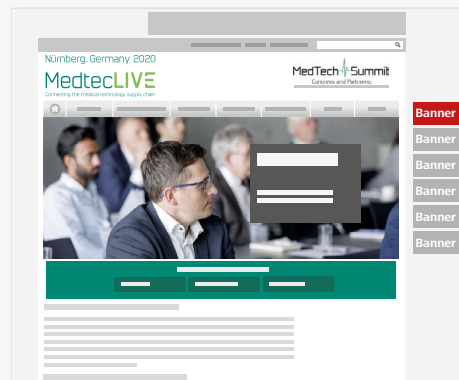 Nürnberg, Germany 2020
MedtecLIVE
Connecting the medical technology supply chain
MedTech Summit
Congress and Partnering
Banner
Banner
Banner
Banner
Banner
Banner